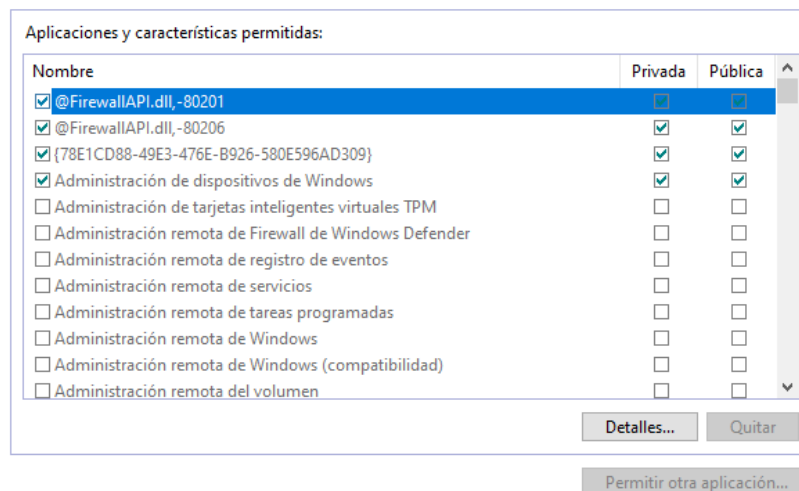 Aplicaciones y características permitidas:
Nombre Privada Pública
@FirewallAPI.dll,-80201
@FirewallAPI.dll,-80206
{78E1CD88-49E3-476E-B926-580E596AD309}
Administración de dispositivos de Windows
Administración de tarjetas inteligentes virtuales TPM
Administración remota de Firewall de Windows Defender
Administración remota de registro de eventos
Administración remota de servicios
Administración remota de tareas programadas
Administración remota de Windows
Administración remota de Windows (compatibilidad)
Administración remota del volumen
Detalles... Quitar
Permitir otra aplicación...